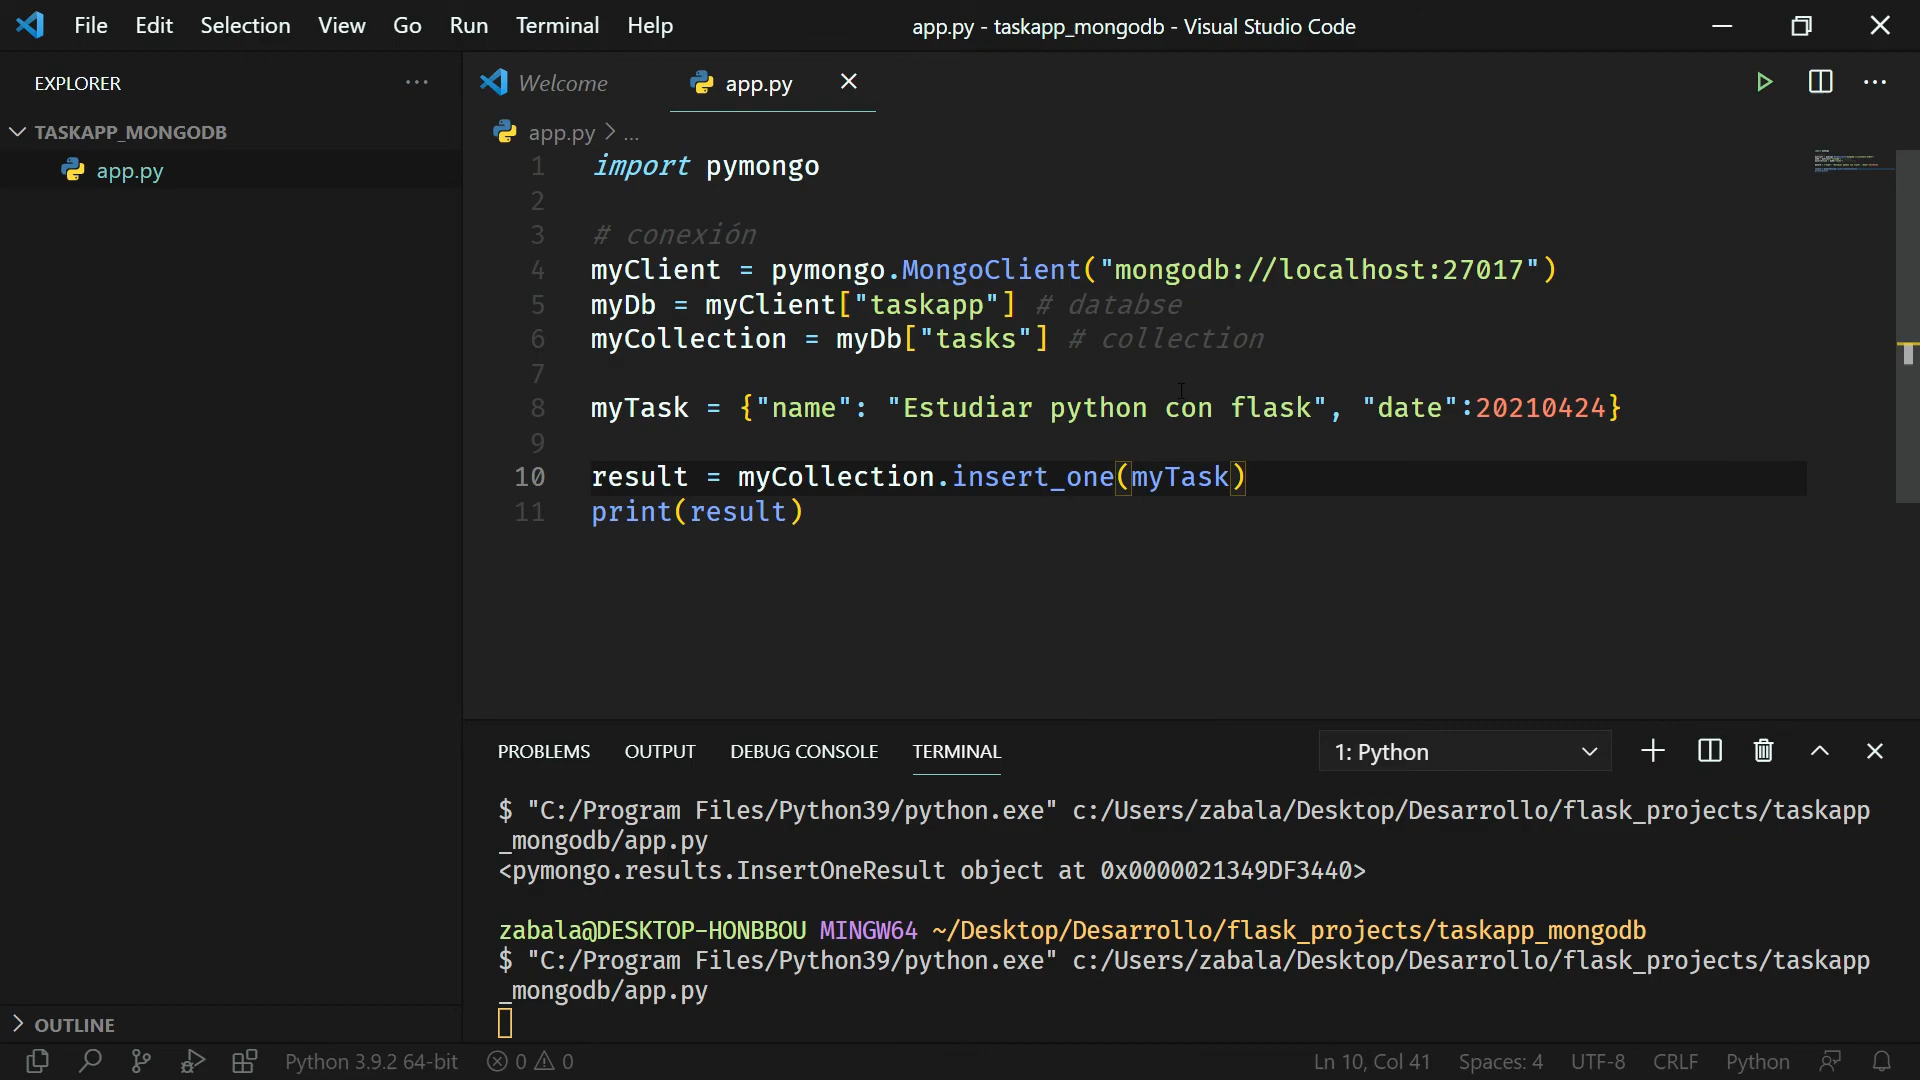 File Edit Selection View Go Run Terminal Help app.py - taskapp_mongodb - Visual Studio Code
EXPLORER ...
Welcome app.py
TASKAPP_MONGODB
app.py
app.py > ...
1 import pymongo
2
3 # conexión
4 myClient = pymongo.MongoClient("mongodb://localhost:27017")
5 myDb = myClient["taskapp"] # databse
6 myCollection = myDb["tasks"] # collection
7
8 myTask = {"name": "Estudiar python con flask", "date":20210424}
9
10 result = myCollection.insert_one(myTask)
11 print(result)
PROBLEMS OUTPUT DEBUG CONSOLE TERMINAL 1: Python
$ "C:/Program Files/Python39/python.exe" c:/Users/zabala/Desktop/Desarrollo/flask_projects/taskapp
_mongodb/app.py
<pymongo.results.InsertOneResult object at 0x0000021349DF3440>
zabala@DESKTOP-HONBBOU MINGW64 ~/Desktop/Desarrollo/flask_projects/taskapp_mongodb
$ "C:/Program Files/Python39/python.exe" c:/Users/zabala/Desktop/Desarrollo/flask_projects/taskapp
_mongodb/app.py
OUTLINE
Python 3.9.2 64-bit 0 0 Ln 10, Col 41 Spaces: 4 UTF-8 CRLF Python